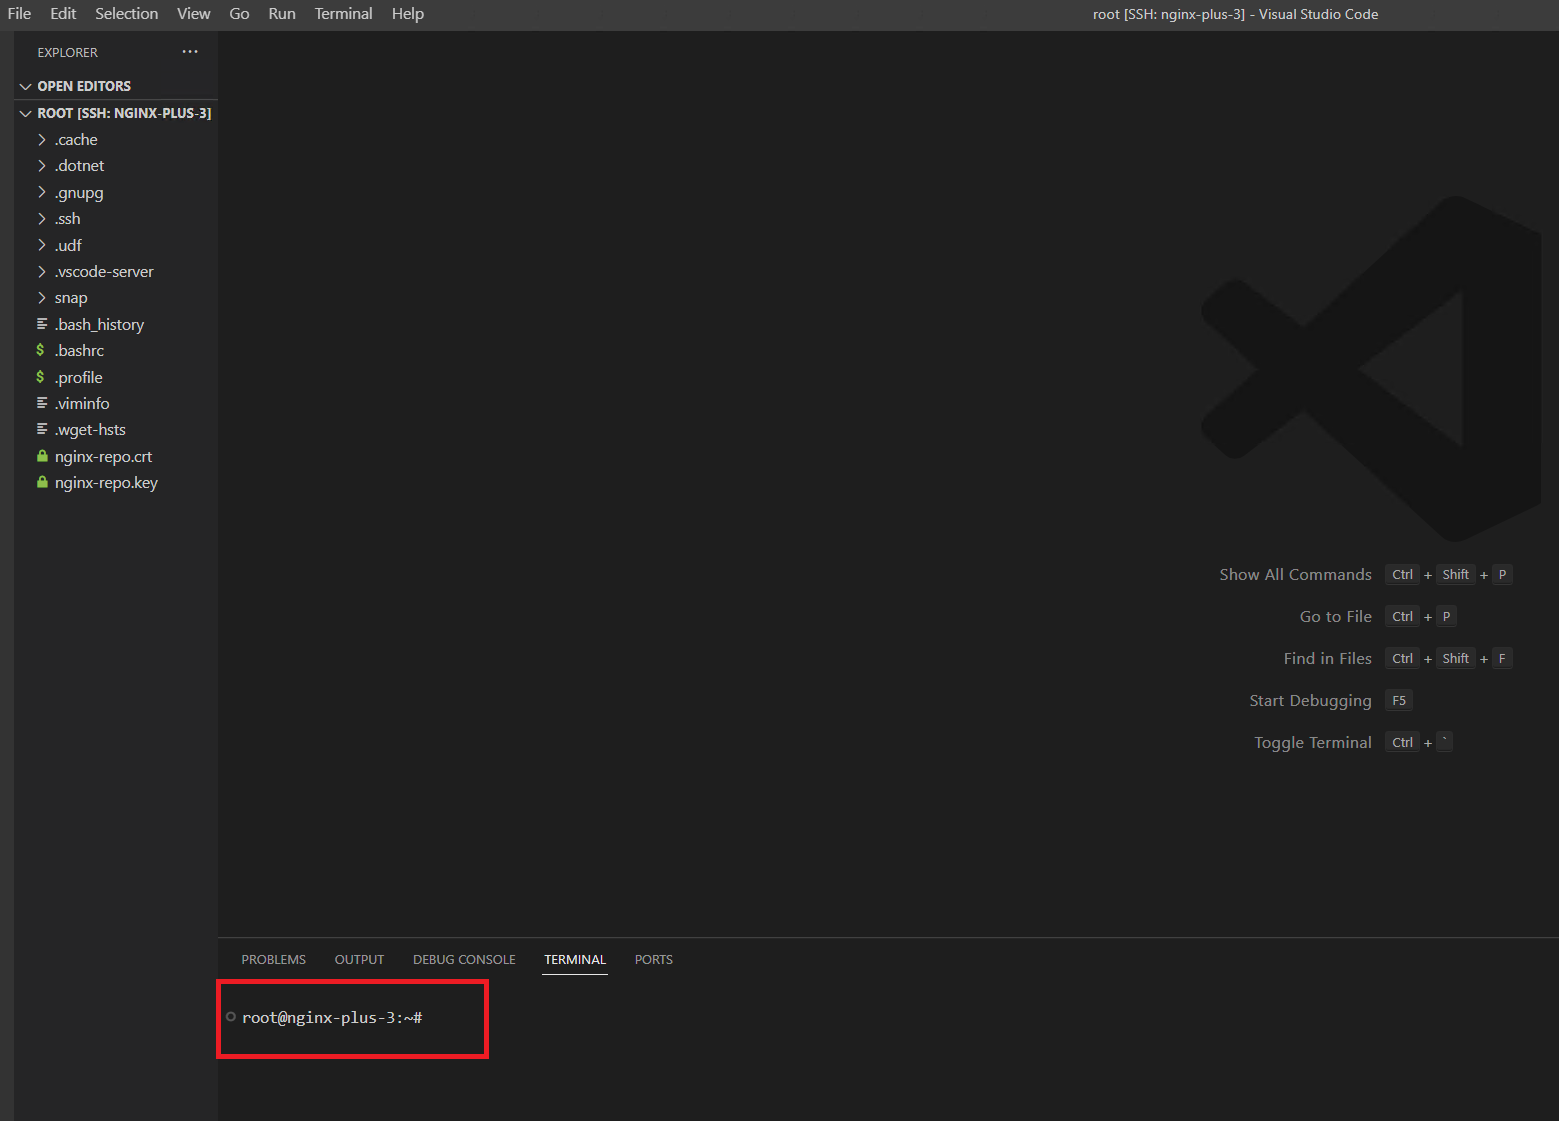 File Edit Selection View Go Run Terminal Help root [SSH: nginx-plus-3] - Visual Studio Code
EXPLORER ...
OPEN EDITORS
ROOT [SSH: NGINX-PLUS-3]
.cache
.dotnet
.gnupg
.ssh
.udf
.vscode-server
snap
.bash_history
$ .bashrc
$ .profile
.viminfo
.wget-hsts
nginx-repo.crt
nginx-repo.key
Show All Commands Ctrl + Shift + P
Go to File Ctrl + P
Find in Files Ctrl + Shift + F
Start Debugging F5
Toggle Terminal Ctrl + `
PROBLEMS OUTPUT DEBUG CONSOLE TERMINAL PORTS
root@nginx-plus-3:~#